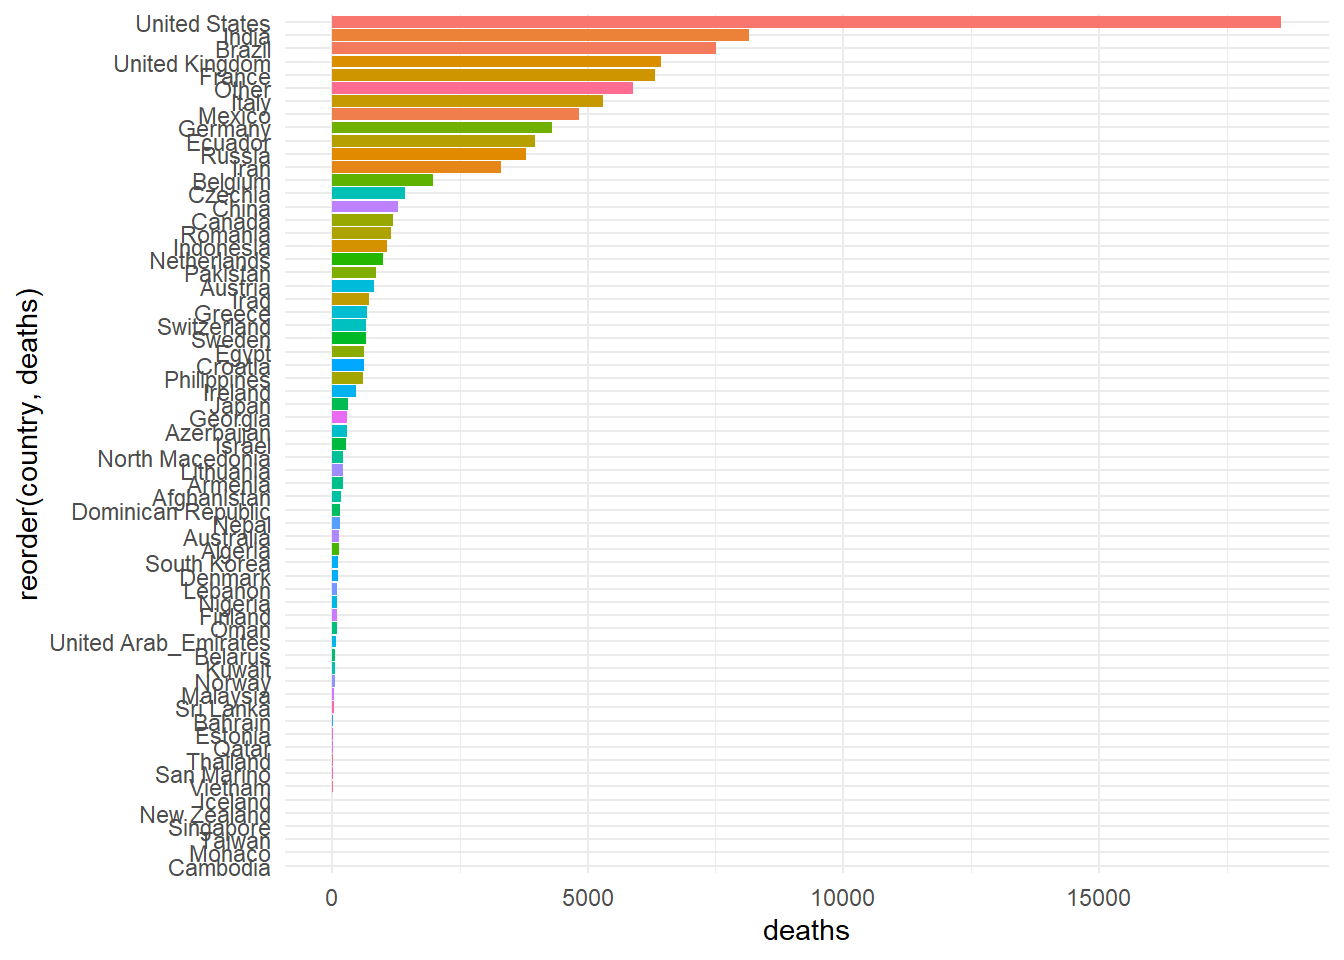 United States
India
Brazil
United Kingdom
France
Other
Italy
Mexico
Germany
Ecuador
Russia
Iran
Belgium
Czechia
China
Canada
Romania
Indonesia
Netherlands
Pakistan
Austria
Iraq
Greece
Switzerland
Sweden
Egypt
Croatia
Philippines
Ireland
Japan
Georgia
Azerbaijan
Israel
North Macedonia
Lithuania
Armenia
Afghanistan
Dominican Republic
Nepal
Australia
Algeria
South Korea
Denmark
Lebanon
Nigeria
Finland
Oman
United Arab_Emirates
Belarus
Kuwait
Norway
Malaysia
Sri Lanka
Bahrain
Estonia
Qatar
Thailand
San Marino
Vietnam
Iceland
New Zealand
Singapore
Taiwan
Monaco
Cambodia
reorder(country, deaths)
0 5000 10000 15000
deaths